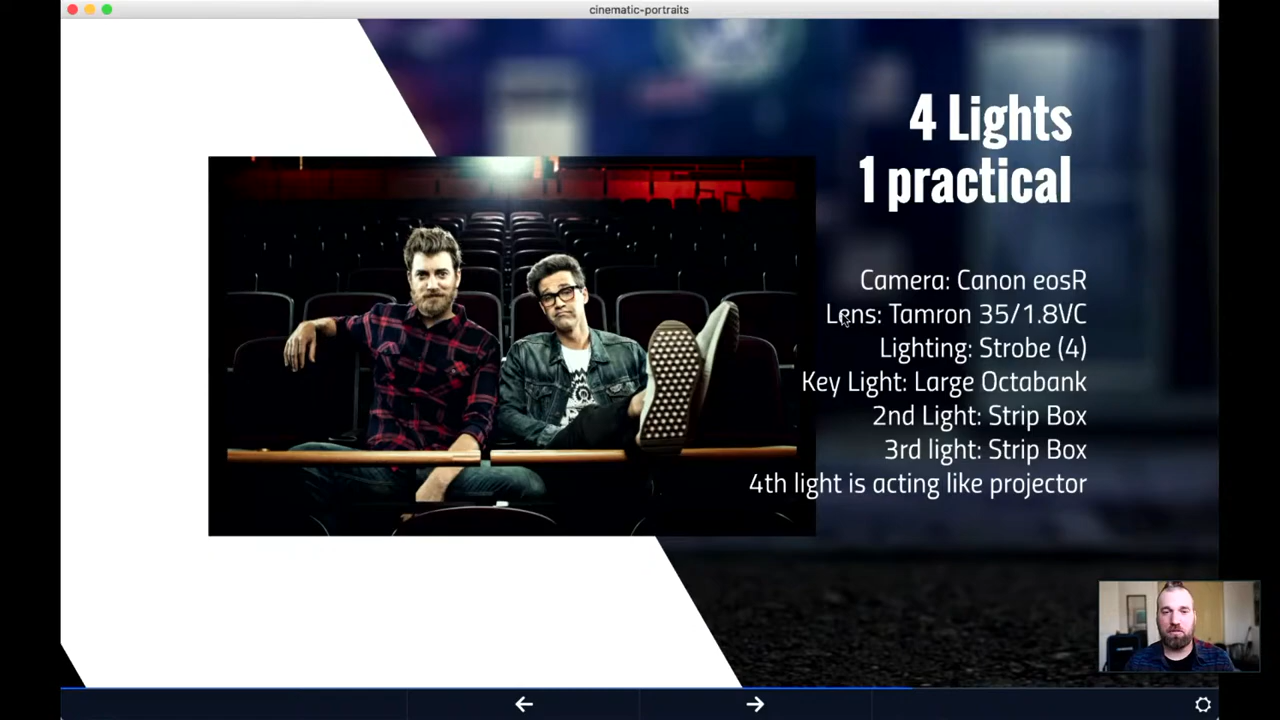 cinematic-portraits
4 Lights
1 practical
Camera: Canon eosR
Lens: Tamron 35/1.8VC
Lighting: Strobe (4)
Key Light: Large Octabank
2nd Light: Strip Box
3rd light: Strip Box
4th light is acting like projector